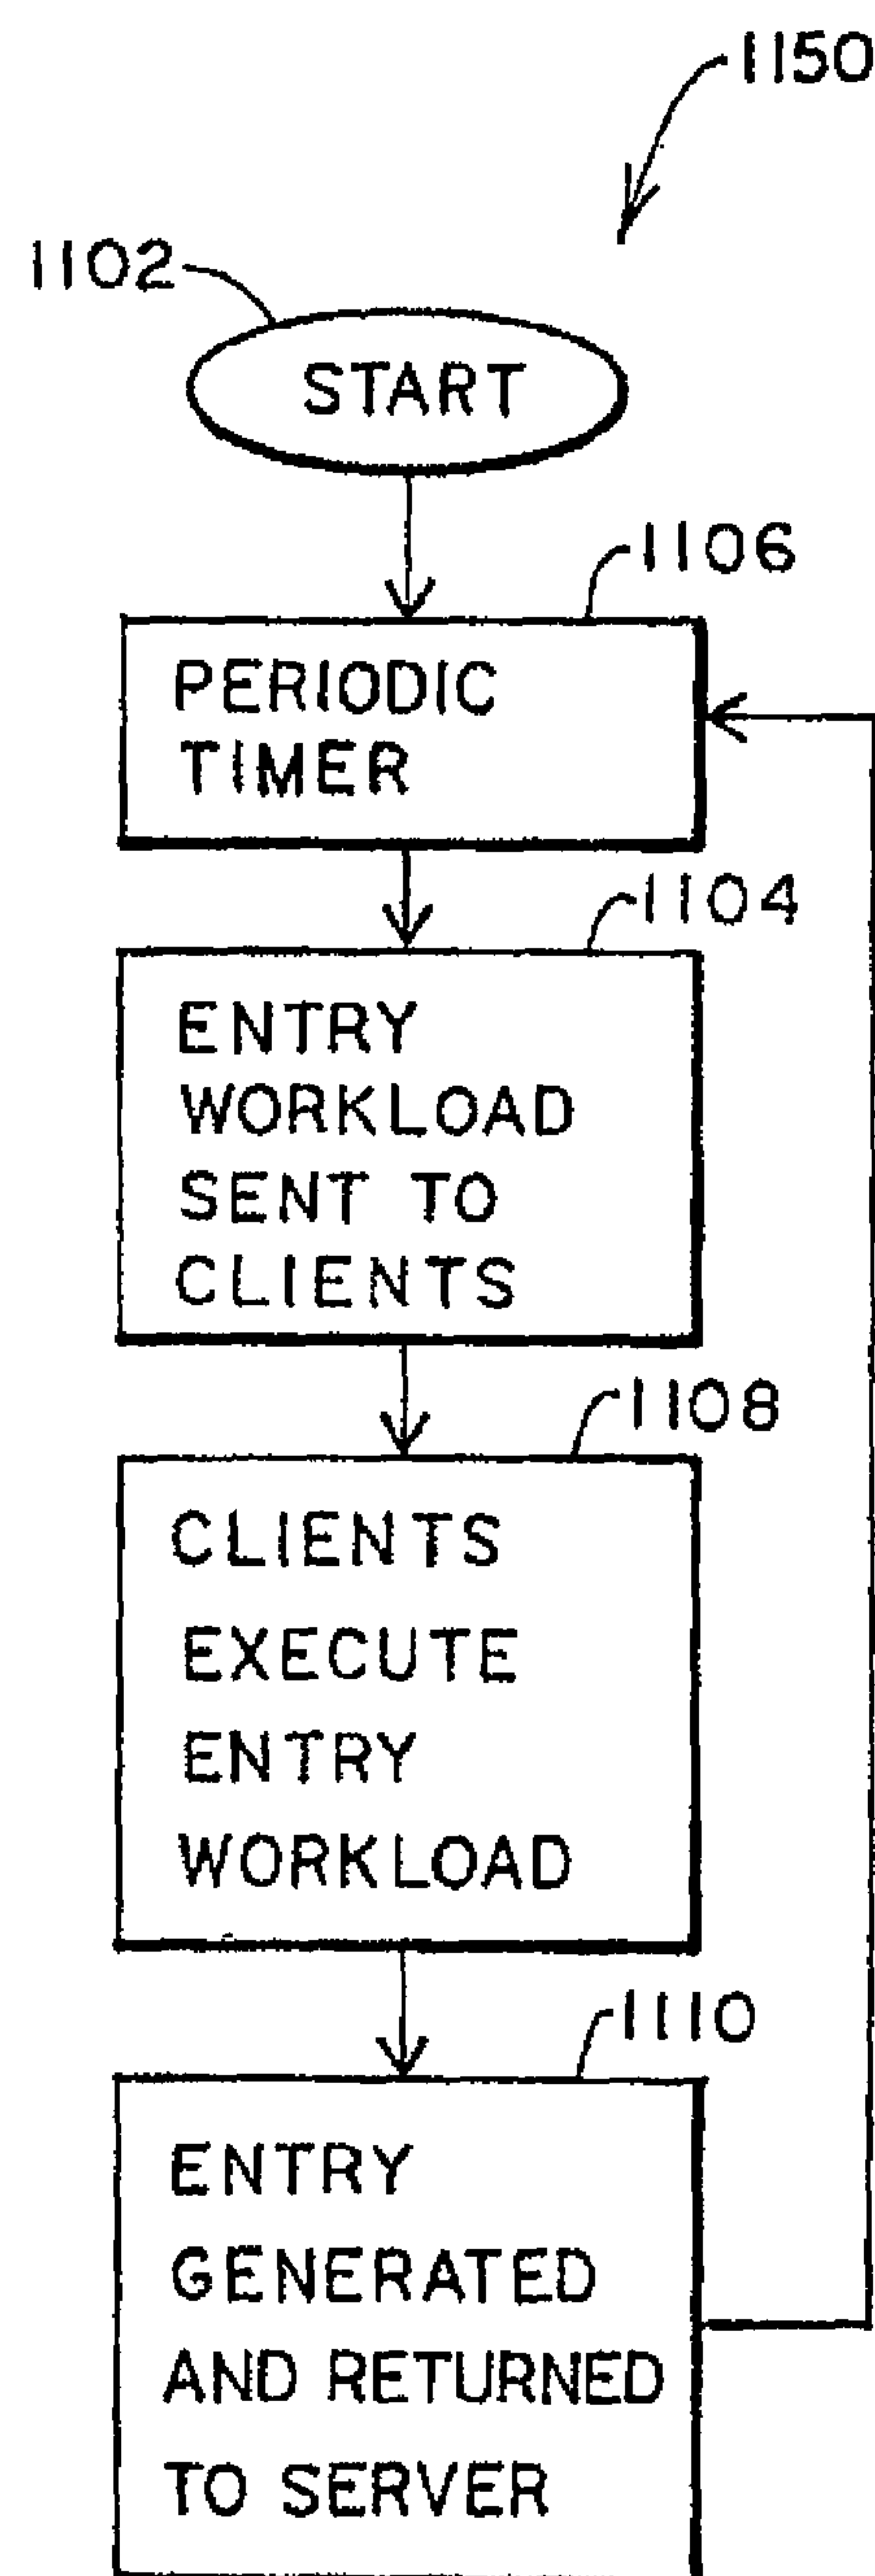 1150
1102
START
1106
PERIODIC
TIMER
1104
ENTRY
WORKLOAD
SENT TO
CLIENTS
1108
CLIENTS
EXECUTE
ENTRY
WORKLOAD
1110
ENTRY
GENERATED
AND RETURNED
TO SERVER